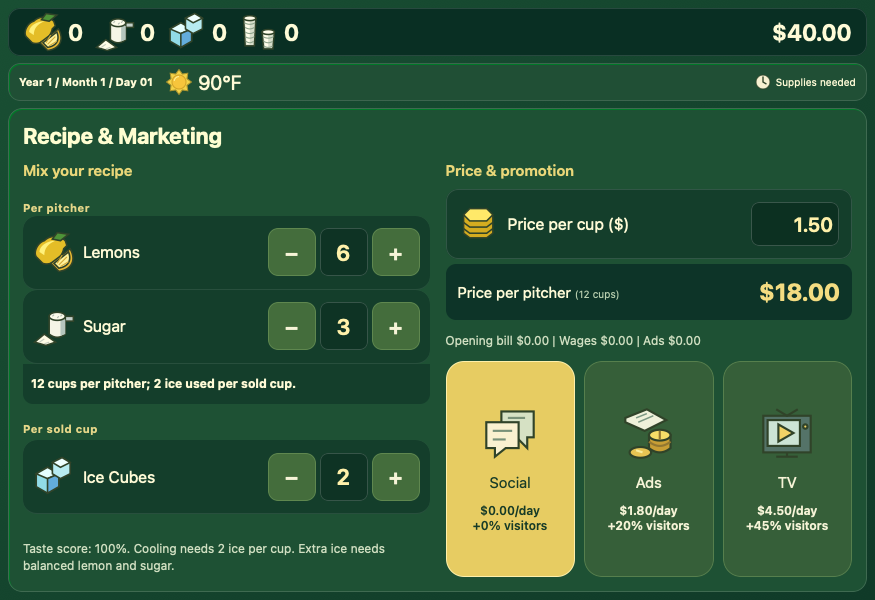 0 0 0 0 $40.00
Year 1 / Month 1 / Day 01 90°F Supplies needed
Recipe & Marketing
Mix your recipe
Per pitcher
Lemons − 6 +
Sugar − 3 +
12 cups per pitcher; 2 ice used per sold cup.
Per sold cup
Ice Cubes − 2 +
Taste score: 100%. Cooling needs 2 ice per cup. Extra ice needs
balanced lemon and sugar.
Price & promotion
Price per cup ($) 1.50
Price per pitcher (12 cups) $18.00
Opening bill $0.00 | Wages $0.00 | Ads $0.00
Social
$0.00/day
+0% visitors
Ads
$1.80/day
+20% visitors
TV
$4.50/day
+45% visitors